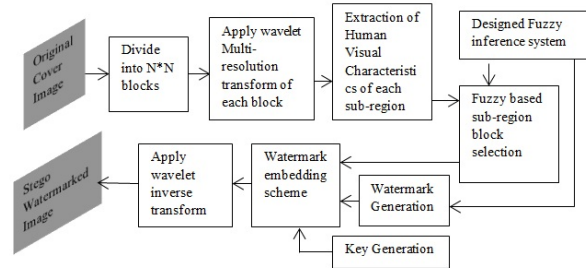 Original
Cover
Image
Divide
into N*N
blocks
Apply wavelet
Multi-
resolution
transform of
each block
Extraction of
Human
Visual
Characteristi
cs of each
sub-region
Designed Fuzzy
inference system
Fuzzy based
sub-region
block
selection
Stego
Watermarked
Image
Apply
wavelet
inverse
transform
Watermark
embedding
scheme
Watermark
Generation
Key Generation